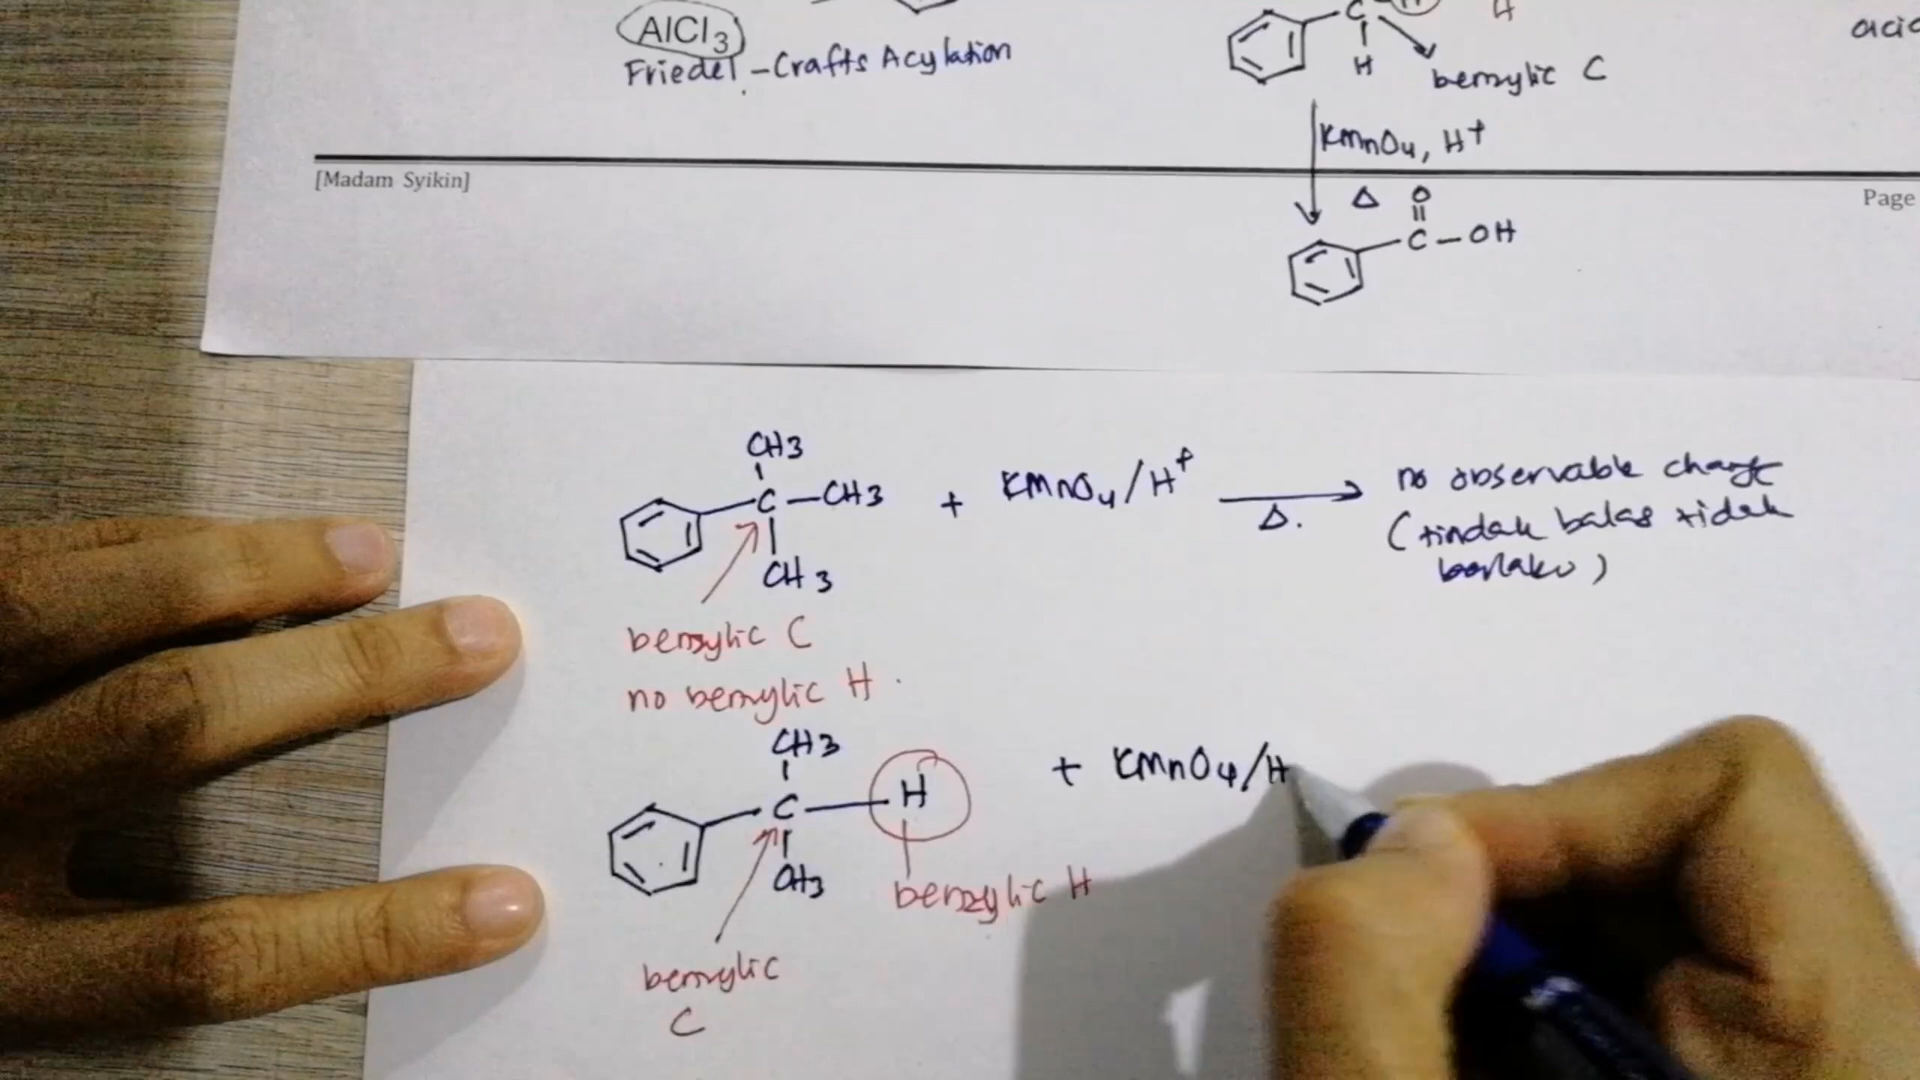 AlCl3
Friedel-Crafts Acylation
C H
H
benzylic C
KMnO4, H+
[Madam Syikin]
Page
Δ
O
C-OH
CH3
C-CH3 + KMnO4/H+ Δ.
CH3
no observable change
(tindak balas tidak
berlaku)
benzylic C
no benzylic H.
CH3
C-H + KMnO4/H
CH3
benzylic H
benzylic
C